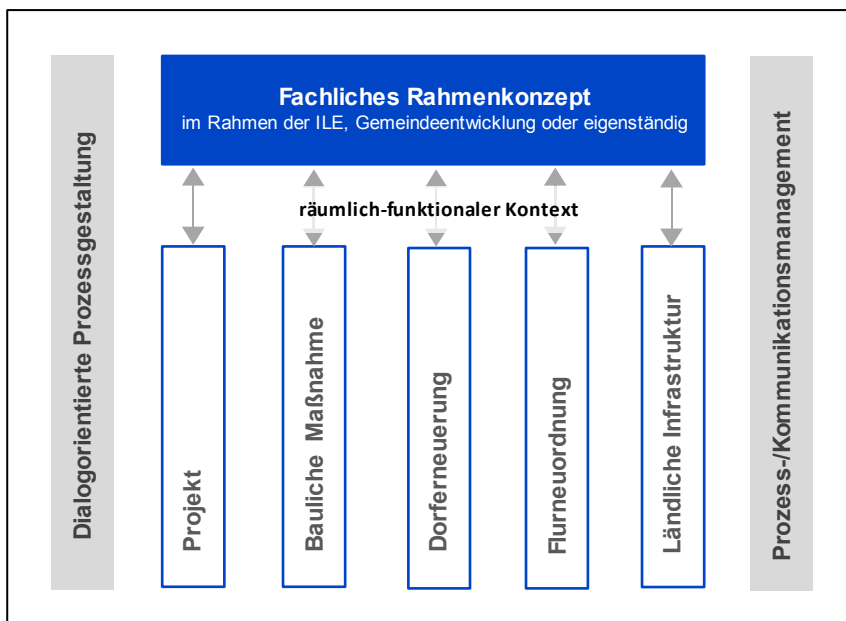 Dialogorientierte Prozessgestaltung
Fachliches Rahmenkonzept
im Rahmen der ILE, Gemeindeentwicklung oder eigenständig
räumlich-funktionaler Kontext
Projekt
Bauliche Maßnahme
Dorferneuerung
Flurneuordnung
Ländliche Infrastruktur
Prozess-/Kommunikationsmanagement